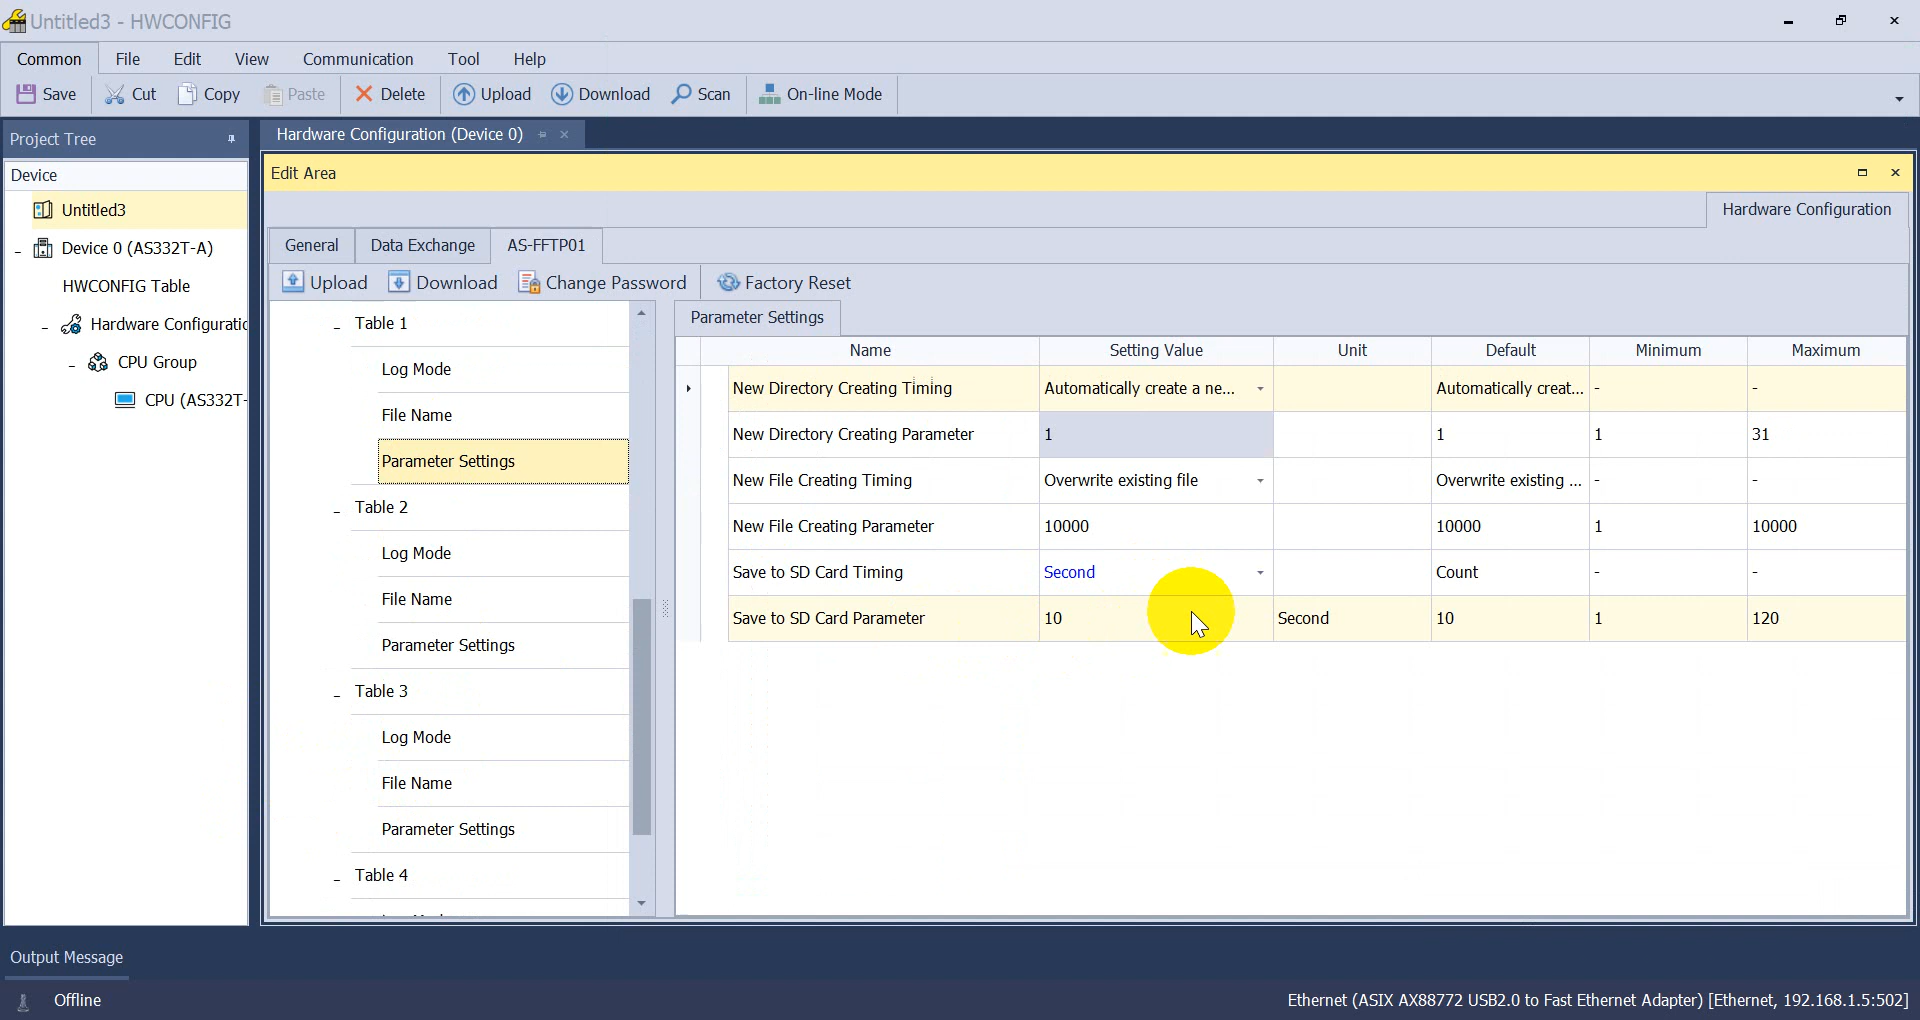 Untitled3 - HWCONFIG
Common File Edit View Communication Tool Help
Save Cut Copy Paste Delete Upload Download Scan On-line Mode
Project Tree
Hardware Configuration (Device 0)
Device
Edit Area
Untitled3
Hardware Configuration
Device 0 (AS332T-A)
General Data Exchange AS-FFTP01
HWCONFIG Table
Upload Download Change Password Factory Reset
Hardware Configuratic
CPU Group
CPU (AS332T-
Table 1
Log Mode
File Name
Parameter Settings
Table 2
Log Mode
File Name
Parameter Settings
Table 3
Log Mode
File Name
Parameter Settings
Table 4
Parameter Settings
Name Setting Value Unit Default Minimum Maximum
New Directory Creating Timing Automatically create a ne... Automatically creat... - -
New Directory Creating Parameter 1 1 1 31
New File Creating Timing Overwrite existing file Overwrite existing ... - -
New File Creating Parameter 10000 10000 1 10000
Save to SD Card Timing Second Count - -
Save to SD Card Parameter 10 Second 10 1 120
Output Message
Offline
Ethernet (ASIX AX88772 USB2.0 to Fast Ethernet Adapter) [Ethernet, 192.168.1.5:502]